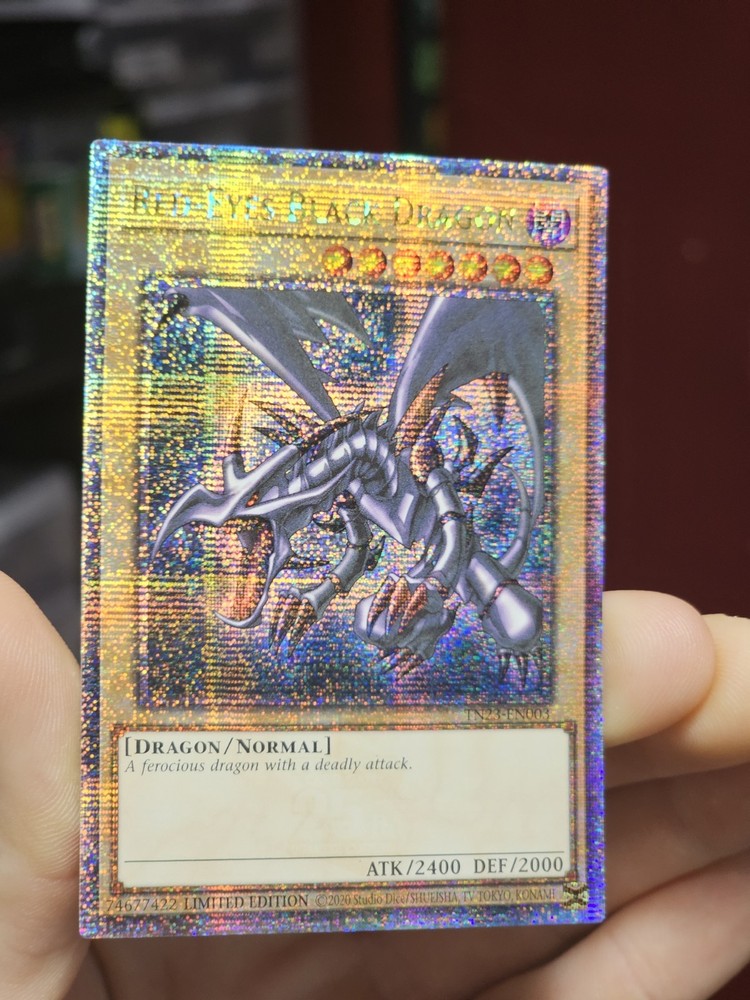 RED-EYES BLACK DRAGON 闇
TN23-EN003
[DRAGON/NORMAL]
A ferocious dragon with a deadly attack.
ATK/2400 DEF/2000
74677422 LIMITED EDITION ©2020 Studio Dice/SHUEISHA, TV TOKYO, KONAMI